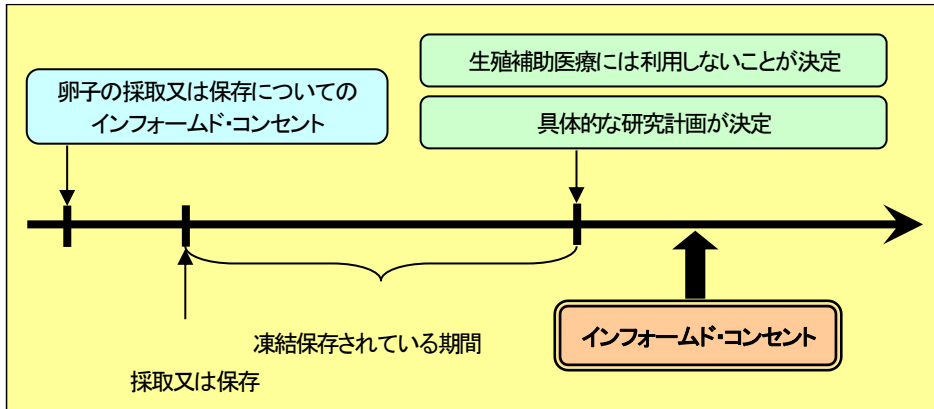 生殖補助医療には利用しないことが決定
卵子の採取又は保存についての
インフォームド・コンセント
具体的な研究計画が決定
凍結保存されている期間
インフォームド・コンセント
採取又は保存